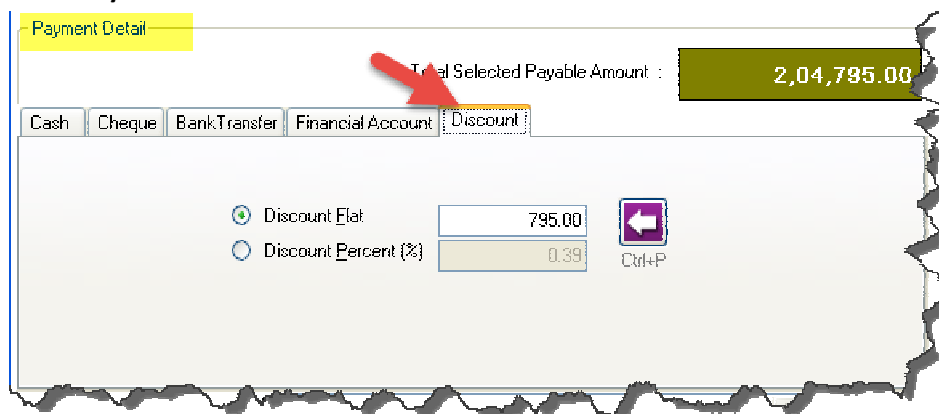 Payment Detail
Total Selected Payable Amount : 2,04,795.00
Cash Cheque BankTransfer Financial Account Discount
Discount Flat 795.00
Discount Percent (%) 0.39
Ctrl+P